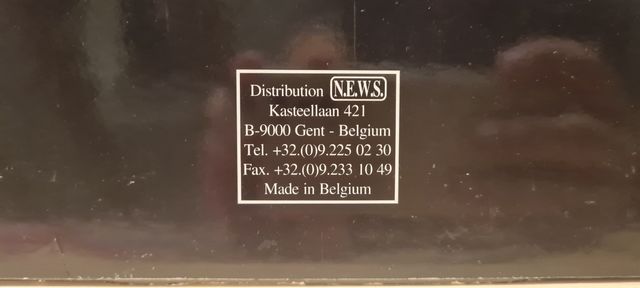 Distribution N.E.W.S.
Kasteellaan 421
B-9000 Gent - Belgium
Tel. +32.(0)9.225 02 30
Fax. +32.(0)9.233 10 49
Made in Belgium